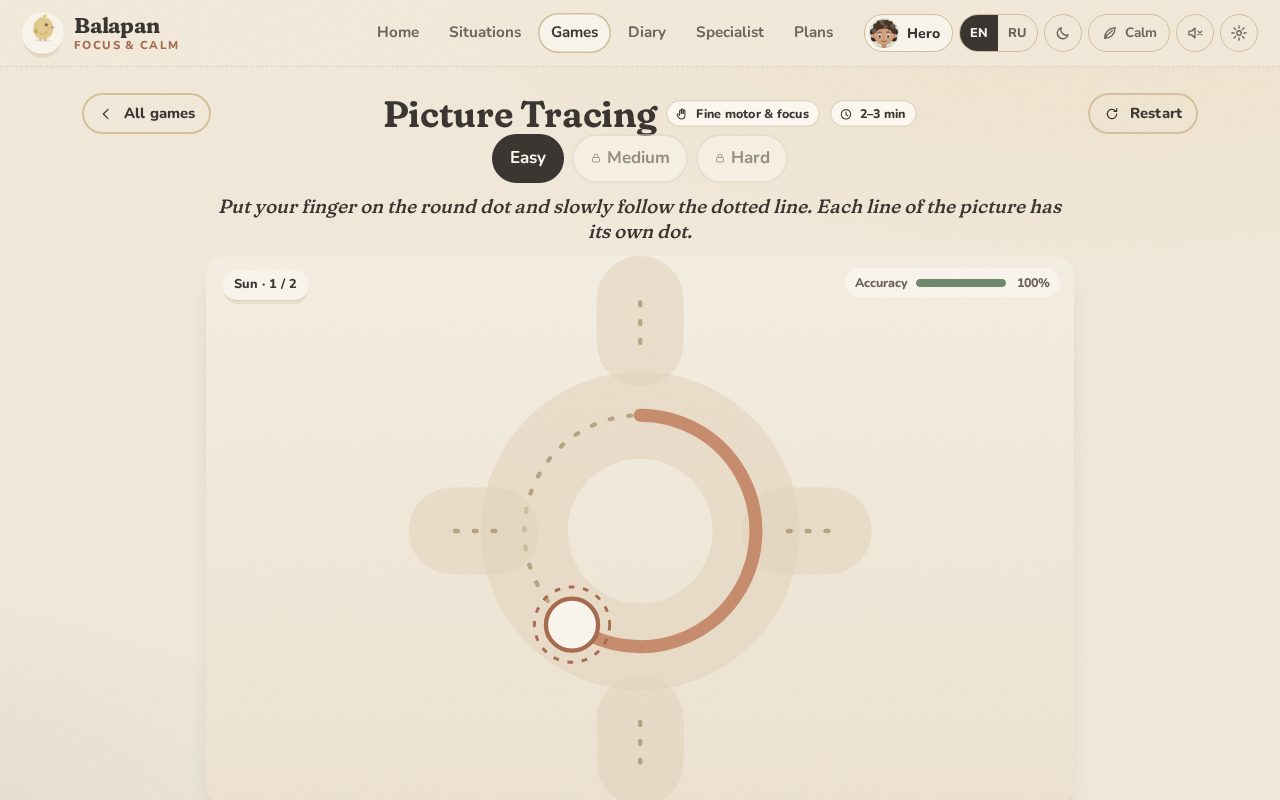 Balapan
FOCUS & CALM
Home
Situations
Games
Diary
Specialist
Plans
Hero
EN
RU
Calm
All games
Picture Tracing
Fine motor & focus
2–3 min
Restart
Easy
Medium
Hard
Put your finger on the round dot and slowly follow the dotted line. Each line of the picture has
its own dot.
Sun · 1 / 2
Accuracy
100%